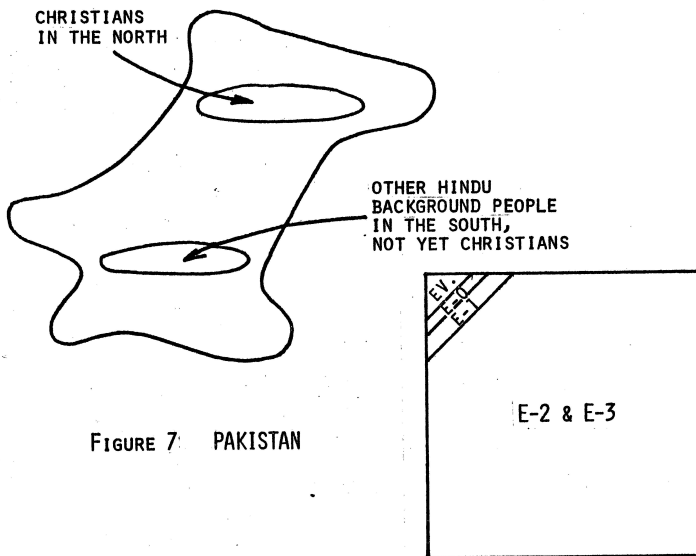 CHRISTIANS
IN THE NORTH
OTHER HINDU
BACKGROUND PEOPLE
IN THE SOUTH,
NOT YET CHRISTIANS
EV.
E-0
E-1
E-2 & E-3
FIGURE 7 PAKISTAN